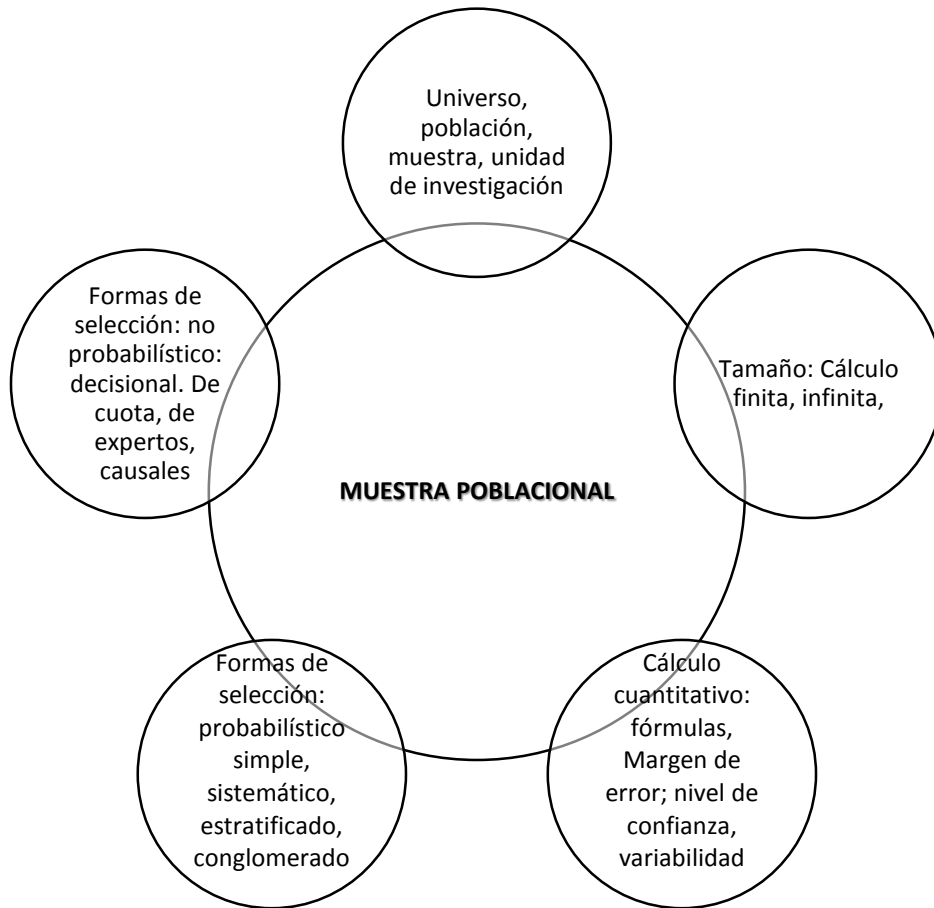 Universo,
población,
muestra, unidad
de investigación
Formas de
selección: no
probabilístico:
decisional. De
cuota, de
expertos,
causales
Tamaño: Cálculo
finita, infinita,
MUESTRA POBLACIONAL
Formas de
selección:
probabilístico
simple,
sistemático,
estratificado,
conglomerado
Cálculo
cuantitativo:
fórmulas,
Margen de
error; nivel de
confianza,
variabilidad